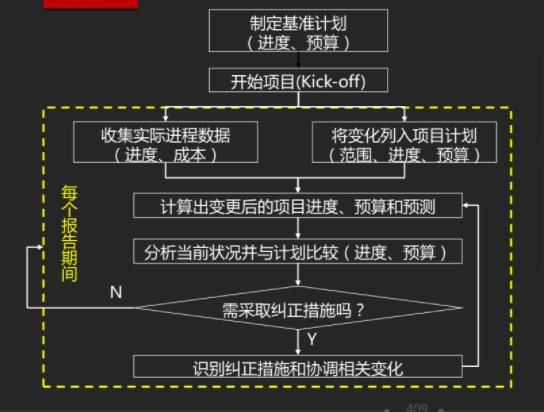 制定基准计划
（进度、预算）
开始项目(Kick-off)
收集实际进程数据
（进度、成本）
将变化列入项目计划
（范围、进度、预算）
每个报告期间
计算出变更后的项目进度、预算和预测
分析当前状况并与计划比较（进度、预算）
N
需采取纠正措施吗？
Y
识别纠正措施和协调相关变化
409